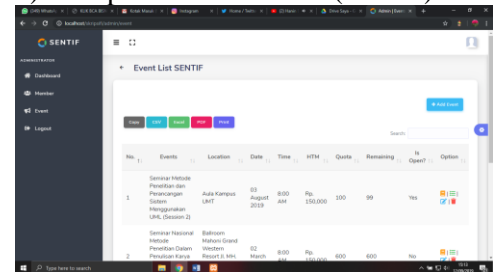 localhost
SENTIF
ADMINISTRATOR
Dashboard
Member
Event
Logout
Event List SENTIF
Add Event
Copy CSV Excel PDF Print
Search:
No. Events Location Date Time HTM Quota Remaining Is Open? Option
1 Seminar Metode Penelitian dan Perancangan Sistem Menggunakan UML (Session 2) Aula Kampus UMT 03 August 2019 8:00 AM Rp. 150,000 100 99 Yes
2 Seminar Nasional Metode Penelitian Dalam Penulisan Karya Ballroom Mahoni Grand Western Resort Jl. MH. 02 March 8:00 AM Rp. 150,000 600 600 No
Type here to search